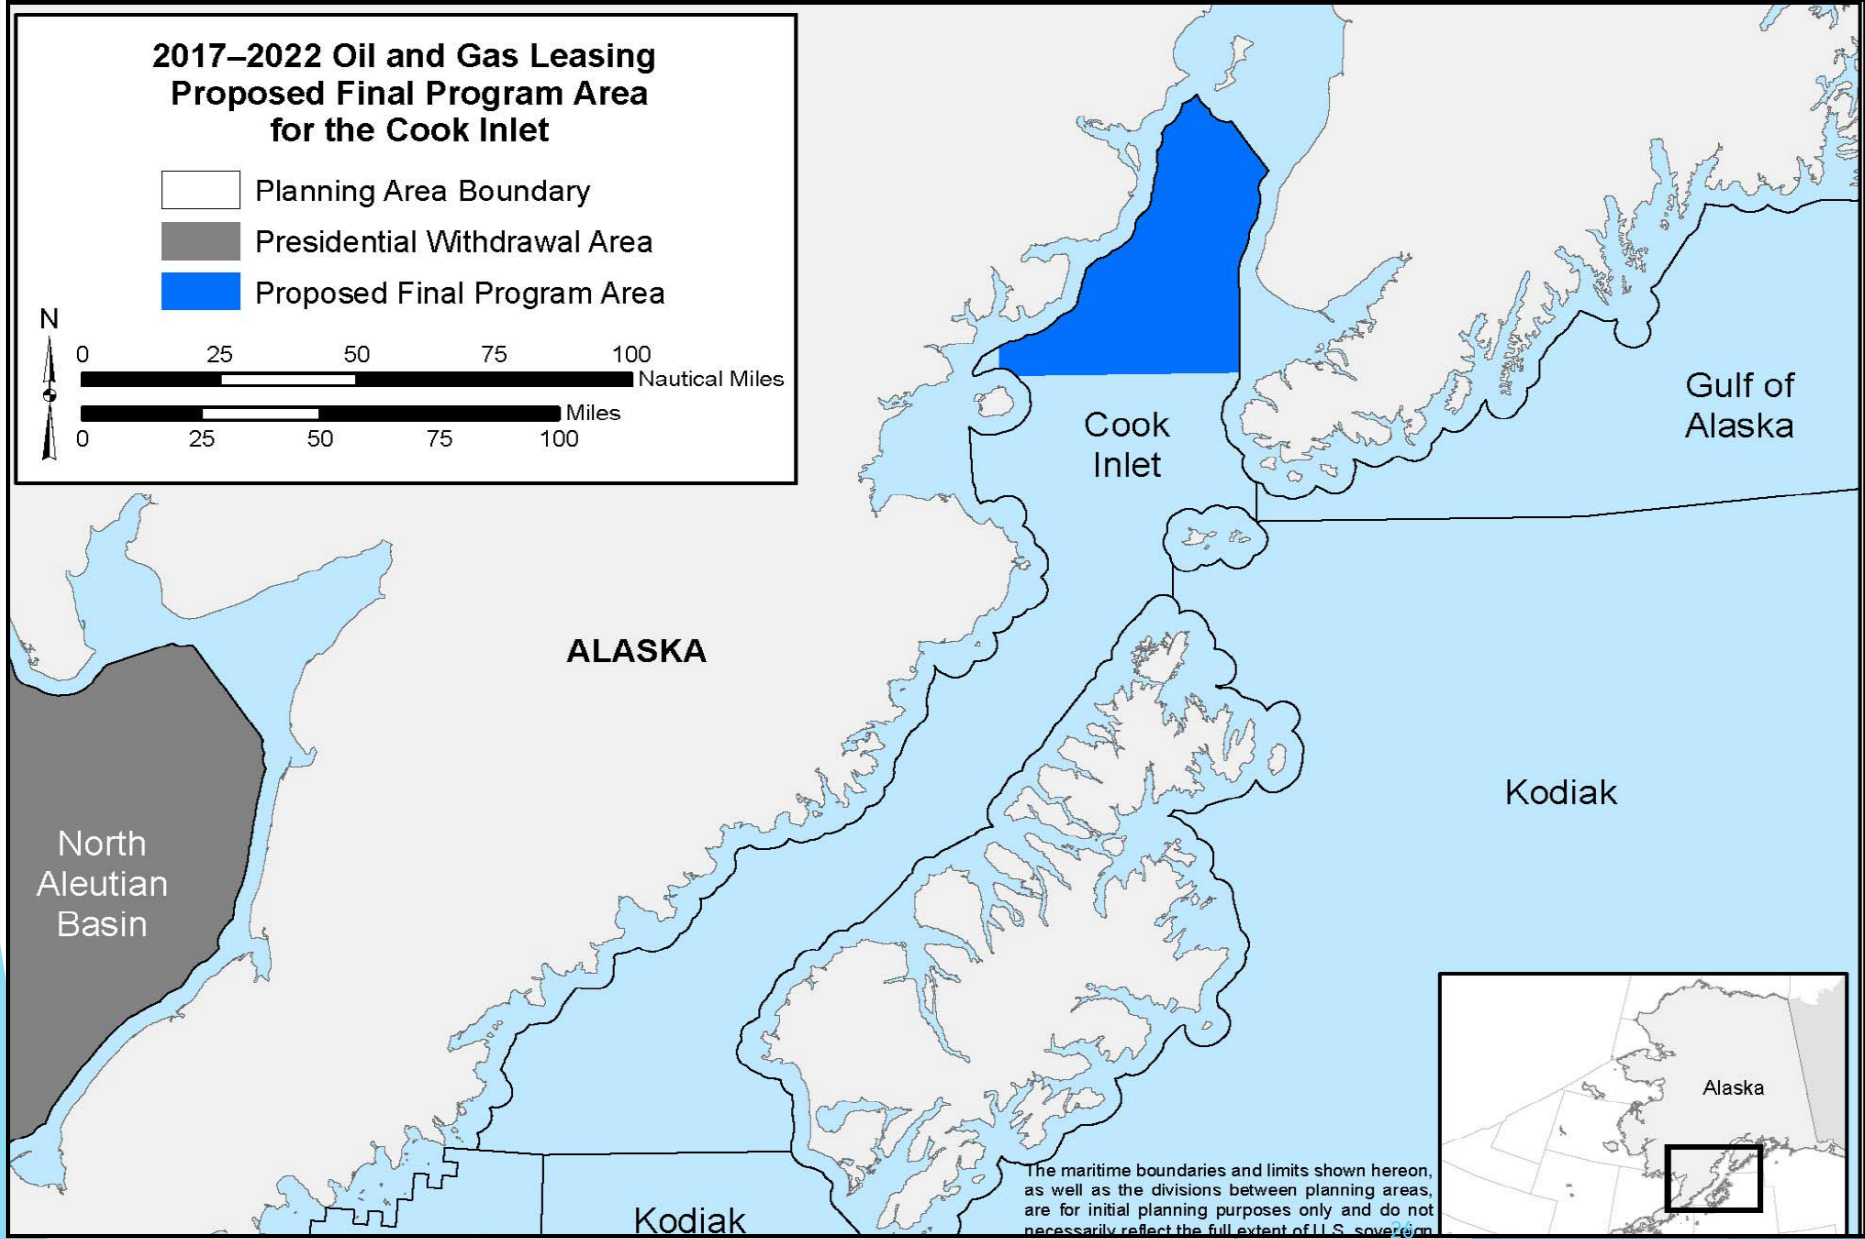 2017–2022 Oil and Gas Leasing
Proposed Final Program Area
for the Cook Inlet
Planning Area Boundary
Presidential Withdrawal Area
Proposed Final Program Area
N
0 25 50 75 100
Nautical Miles
Miles
0 25 50 75 100
Cook
Inlet
Gulf of
Alaska
ALASKA
Kodiak
North
Aleutian
Basin
Alaska
Kodiak
The maritime boundaries and limits shown hereon,
as well as the divisions between planning areas,
are for initial planning purposes only and do not
necessarily reflect the full extent of U.S. sovereign
26